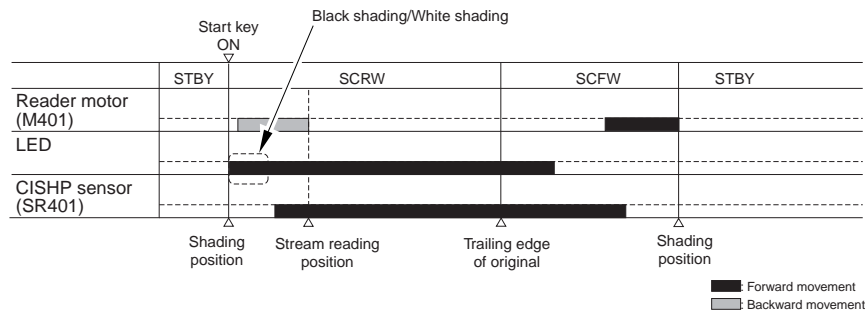 Black shading/White shading
Start key
ON
STBY SCRW SCFW STBY
Reader motor
(M401)
LED
CISHP sensor
(SR401)
Shading
position
Stream reading
position
Trailing edge
of original
Shading
position
: Forward movement
: Backward movement